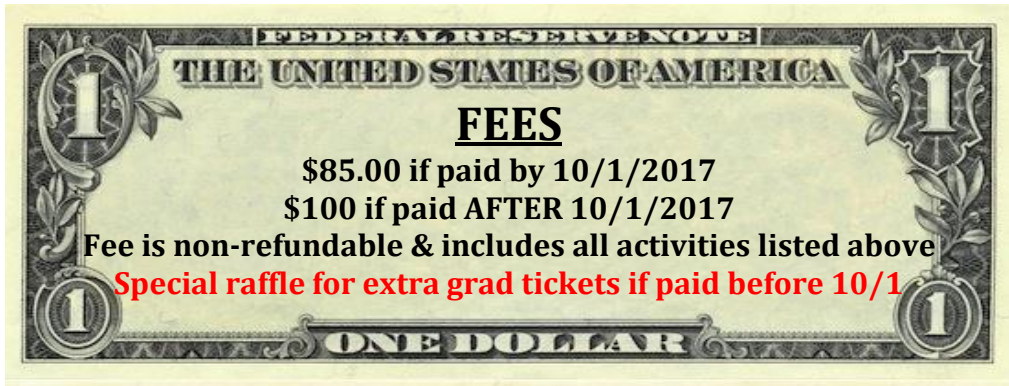 FEDERAL RESERVE NOTE
THE UNITED STATES OF AMERICA
1 1
FEES
$85.00 if paid by 10/1/2017
$100 if paid AFTER 10/1/2017
Fee is non-refundable & includes all activities listed above
Special raffle for extra grad tickets if paid before 10/1
1 1
ONE DOLLAR